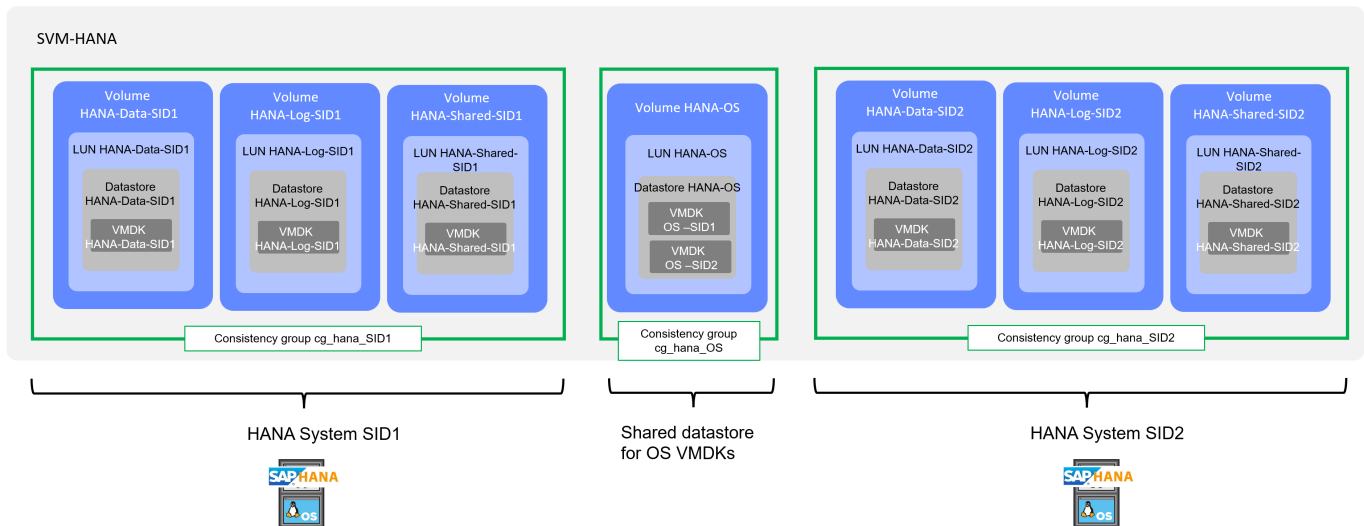 SVM-HANA
Volume
HANA-Data-SID1
LUN HANA-Data-SID1
Datastore
HANA-Data-SID1
VMDK
HANA-Data-SID1
Volume
HANA-Log-SID1
LUN HANA-Log-SID1
Datastore
HANA-Log-SID1
VMDK
HANA-Log-SID1
Volume
HANA-Shared-SID1
LUN HANA-Shared-
SID1
Datastore
HANA-Shared-SID1
VMDK
HANA-Shared-SID1
Consistency group cg_hana_SID1
Volume HANA-OS
LUN HANA-OS
Datastore HANA-OS
VMDK
OS –SID1
VMDK
OS –SID2
Consistency group
cg_hana_OS
Volume
HANA-Data-SID2
LUN HANA-Data-SID2
Datastore
HANA-Data-SID2
VMDK
HANA-Data-SID2
Volume
HANA-Log-SID2
LUN HANA-Log-SID2
Datastore
HANA-Log-SID2
VMDK
HANA-Log-SID2
Volume
HANA-Shared-SID2
LUN HANA-Shared-
SID2
Datastore
HANA-Shared-SID2
VMDK
HANA-Shared-SID2
Consistency group cg_hana_SID2
HANA System SID1
SAP HANA
OS
Shared datastore
for OS VMDKs
HANA System SID2
SAP HANA
OS